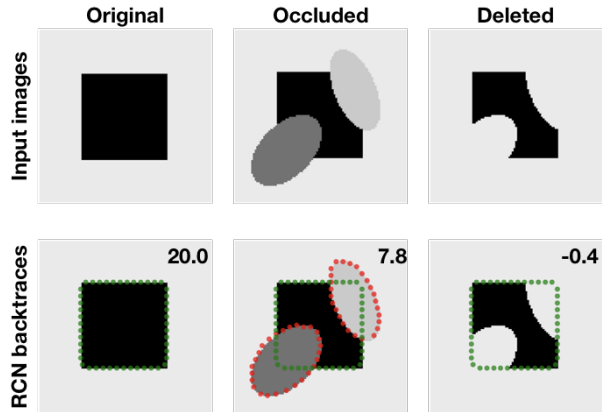 Original Occluded Deleted
Input images
RCN backtraces
20.0 7.8 -0.4